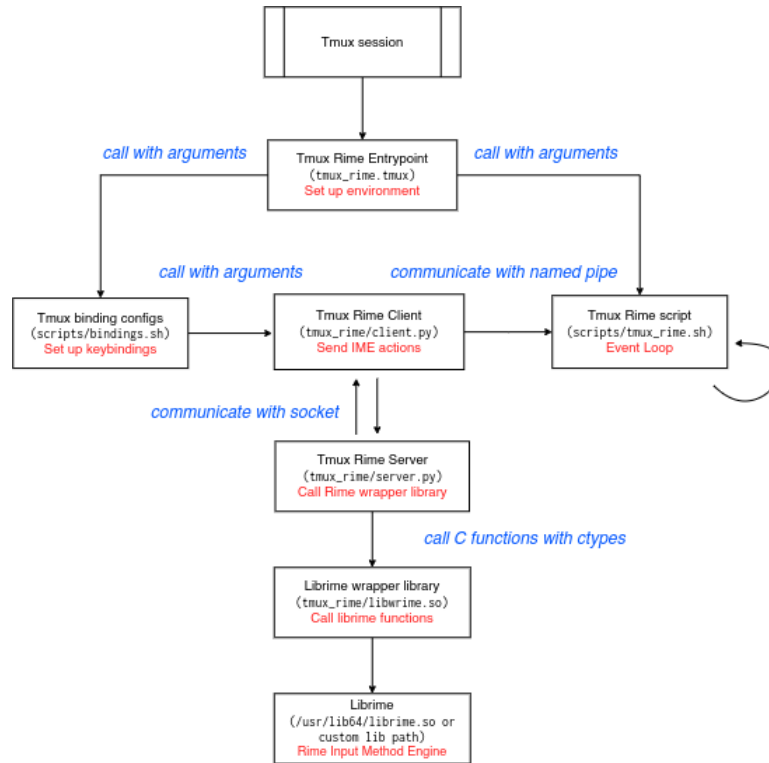 Tmux session
call with arguments
call with arguments
Tmux Rime Entrypoint
(tmux_rime.tmux)
Set up environment
call with arguments
communicate with named pipe
Tmux binding configs
(scripts/bindings.sh)
Set up keybindings
Tmux Rime Client
(tmux_rime/client.py)
Send IME actions
Tmux Rime script
(scripts/tmux_rime.sh)
Event Loop
communicate with socket
Tmux Rime Server
(tmux_rime/server.py)
Call Rime wrapper library
call C functions with ctypes
Librime wrapper library
(tmux_rime/libwrime.so)
Call librime functions
Librime
(/usr/lib64/librime.so or
custom lib path)
Rime Input Method Engine